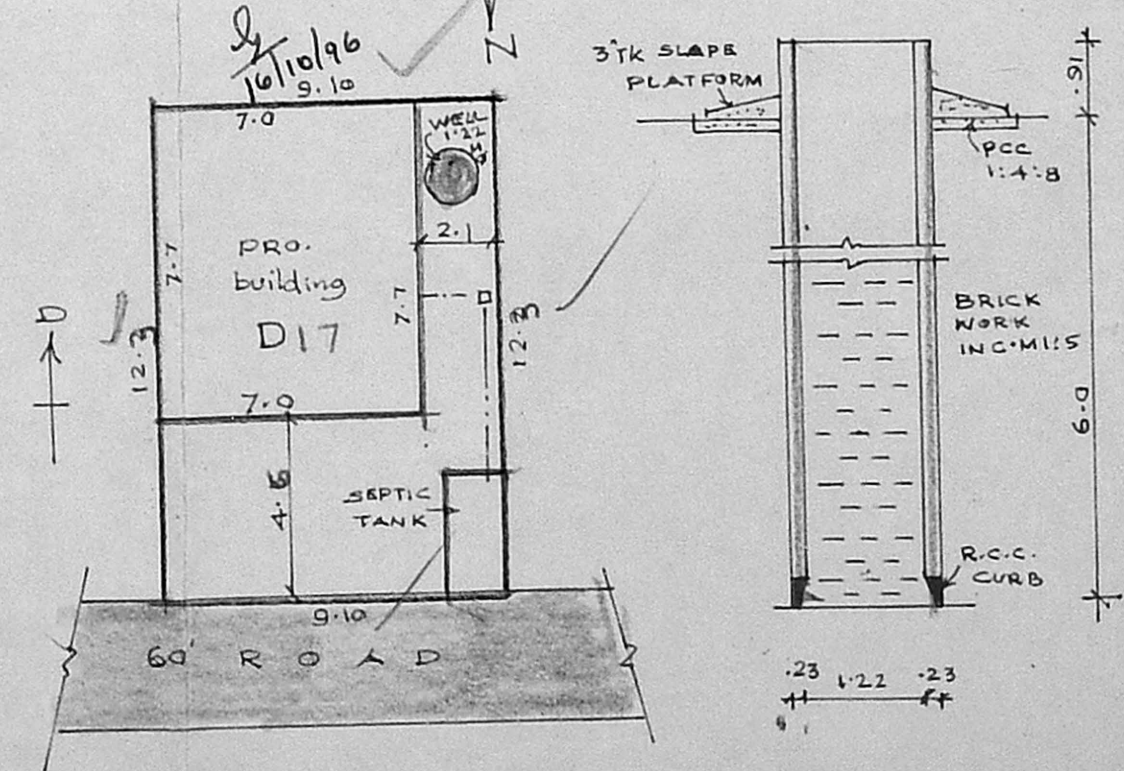 16/10/96
N
9.10
7.0
WELL
1.22
2.1
PRO.
building
D17
7.7
7.7
12.3
12.3
D
7.0
4.6
SEPTIC
TANK
9.10
60' ROAD
3"TK SLAPE
PLATFORM
.91
PCC
1:4:8
BRICK
WORK
IN C.M1:5
6.0
R.C.C.
CURB
.23 1.22 .23